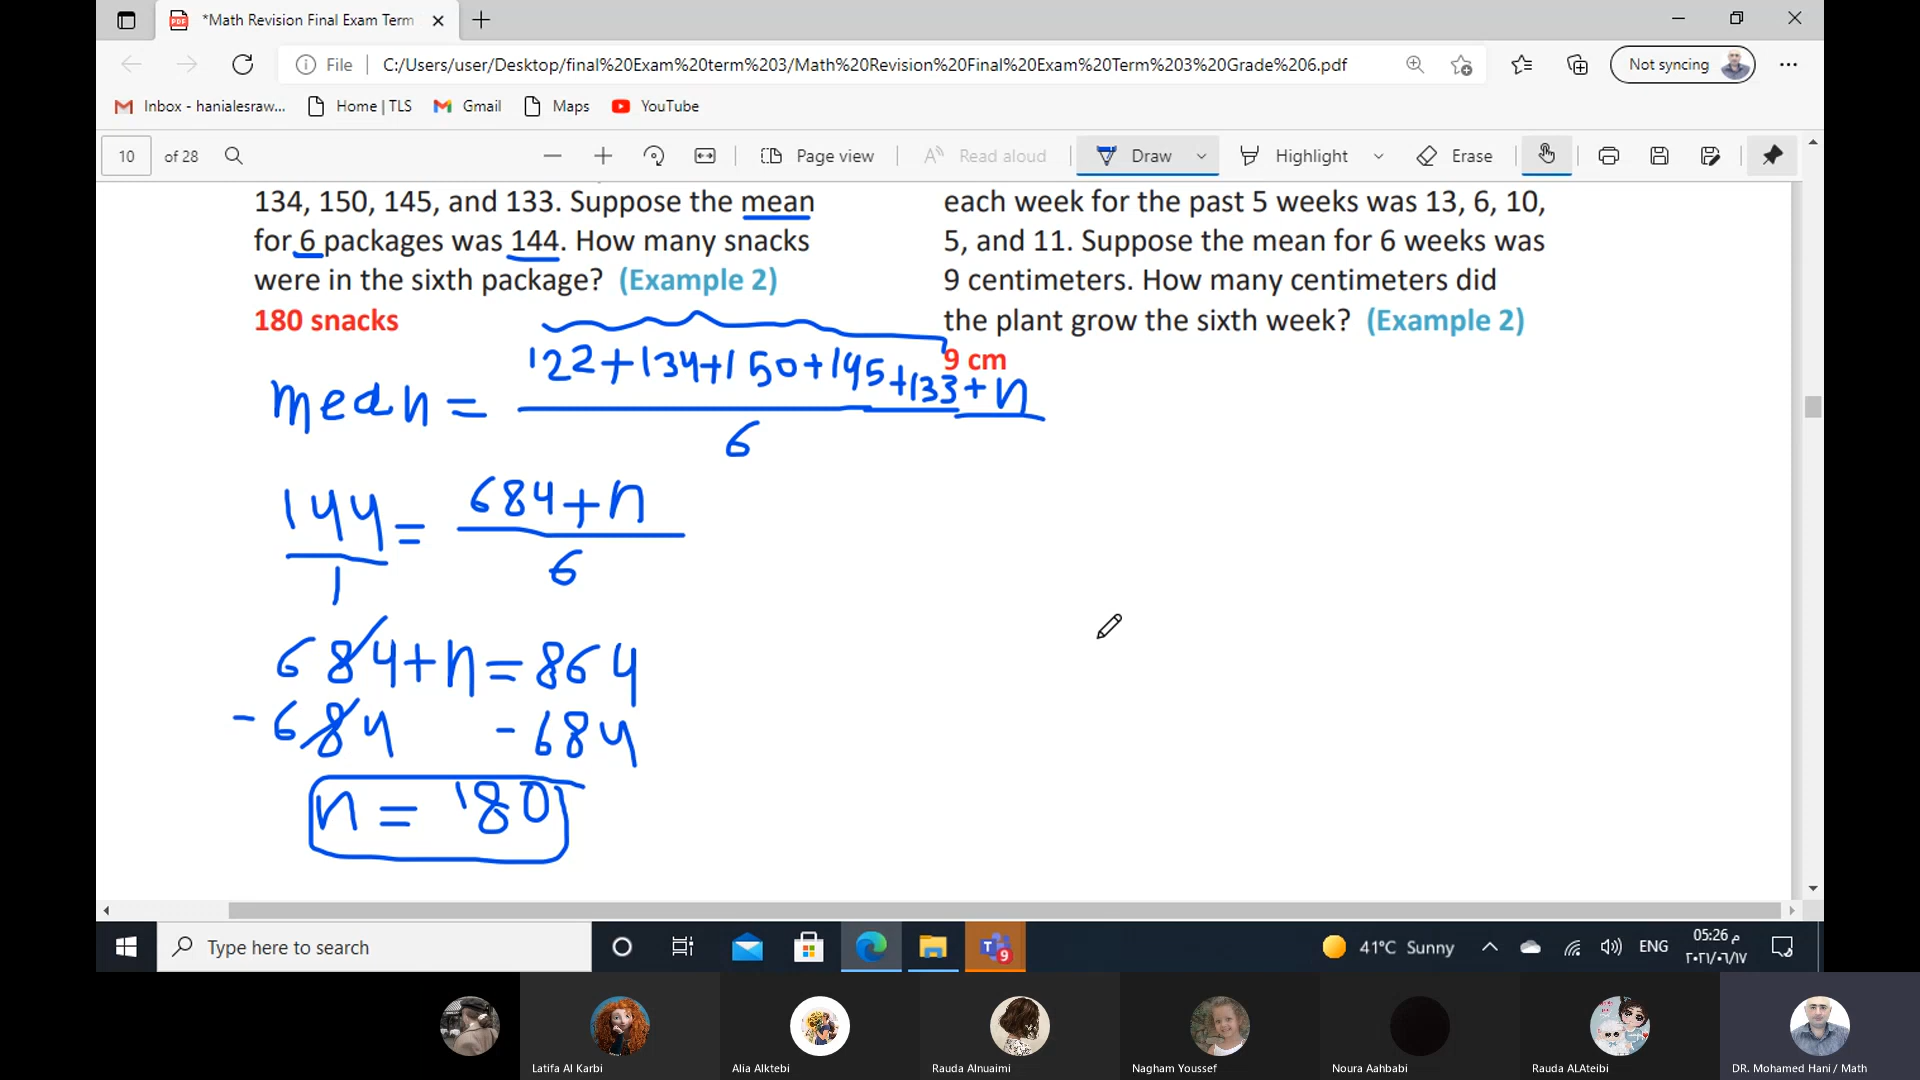 *Math Revision Final Exam Term
File C:/Users/user/Desktop/final%20Exam%20term%203/Math%20Revision%20Final%20Exam%20Term%203%20Grade%206.pdf Not syncing
Inbox - hanialesraw... Home | TLS Gmail Maps YouTube
10 of 28 Page view Read aloud Draw Highlight Erase
134, 150, 145, and 133. Suppose the mean
for 6 packages was 144. How many snacks
were in the sixth package? (Example 2)
180 snacks
122+134+150+145+133+n
mean =
6
144 = 684+n
1 6
684+n=864
-684 -684
n = 180
each week for the past 5 weeks was 13, 6, 10,
5, and 11. Suppose the mean for 6 weeks was
9 centimeters. How many centimeters did
the plant grow the sixth week? (Example 2)
9 cm
Type here to search 9 41°C Sunny ENG 05:26 م
٢٠٢١/٠٦/١٧
Latifa Al Karbi Alia Alktebi Rauda Alnuaimi Nagham Youssef Noura Aahbabi Rauda ALAteibi DR. Mohamed Hani / Math